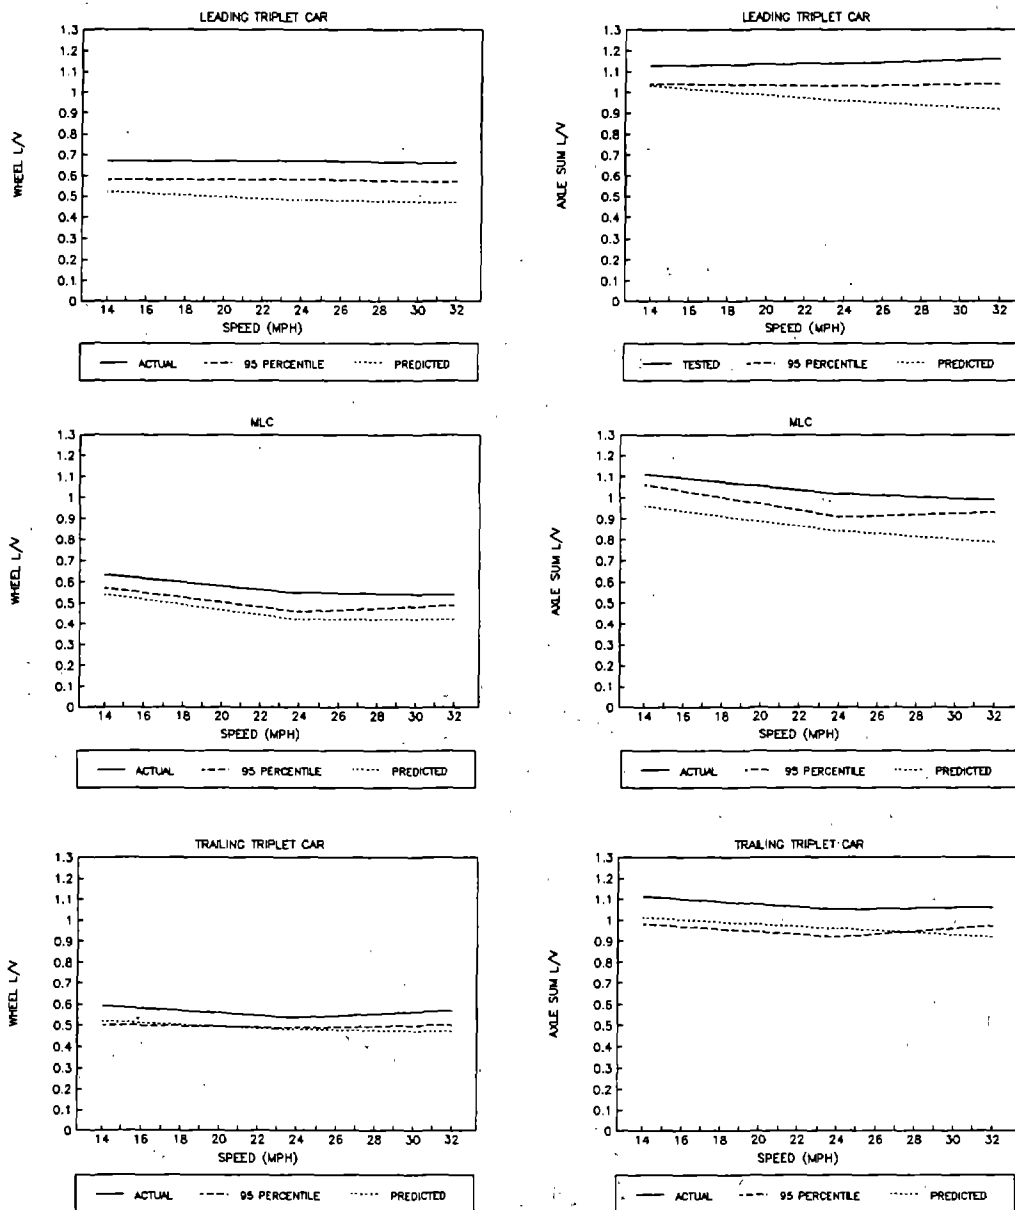 LEADING TRIPLET CAR
1.3
1.2
1.1
1
0.9
0.8
0.7
0.6
0.5
0.4
0.3
0.2
0.1
0
WHEEL L/V
14 16 18 20 22 24 26 28 30 32
SPEED (MPH)
ACTUAL 95 PERCENTILE PREDICTED
LEADING TRIPLET CAR
1.3
1.2
1.1
1
0.9
0.8
0.7
0.6
0.5
0.4
0.3
0.2
0.1
0
AXLE SUM L/V
14 16 18 20 22 24 26 28 30 32
SPEED (MPH)
TESTED 95 PERCENTILE PREDICTED
MLC
1.3
1.2
1.1
1
0.9
0.8
0.7
0.6
0.5
0.4
0.3
0.2
0.1
0
WHEEL L/V
14 16 18 20 22 24 26 28 30 32
SPEED (MPH)
ACTUAL 95 PERCENTILE PREDICTED
MLC
1.3
1.2
1.1
1
0.9
0.8
0.7
0.6
0.5
0.4
0.3
0.2
0.1
0
AXLE SUM L/V
14 16 18 20 22 24 26 28 30 32
SPEED (MPH)
ACTUAL 95 PERCENTILE PREDICTED
TRAILING TRIPLET CAR
1.3
1.2
1.1
1
0.9
0.8
0.7
0.6
0.5
0.4
0.3
0.2
0.1
0
WHEEL L/V
14 16 18 20 22 24 26 28 30 32
SPEED (MPH)
ACTUAL 95 PERCENTILE PREDICTED
TRAILING TRIPLET CAR
1.3
1.2
1.1
1
0.9
0.8
0.7
0.6
0.5
0.4
0.3
0.2
0.1
0
AXLE SUM L/V
14 16 18 20 22 24 26 28 30 32
SPEED (MPH)
ACTUAL 95 PERCENTILE PREDICTED